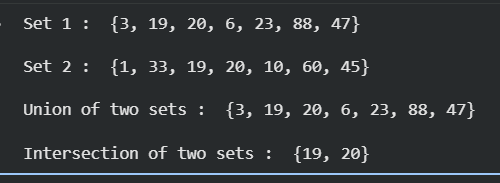 Set 1 :  {3, 19, 20, 6, 23, 88, 47}
Set 2 :  {1, 33, 19, 20, 10, 60, 45}
Union of two sets :  {3, 19, 20, 6, 23, 88, 47}
Intersection of two sets :  {19, 20}